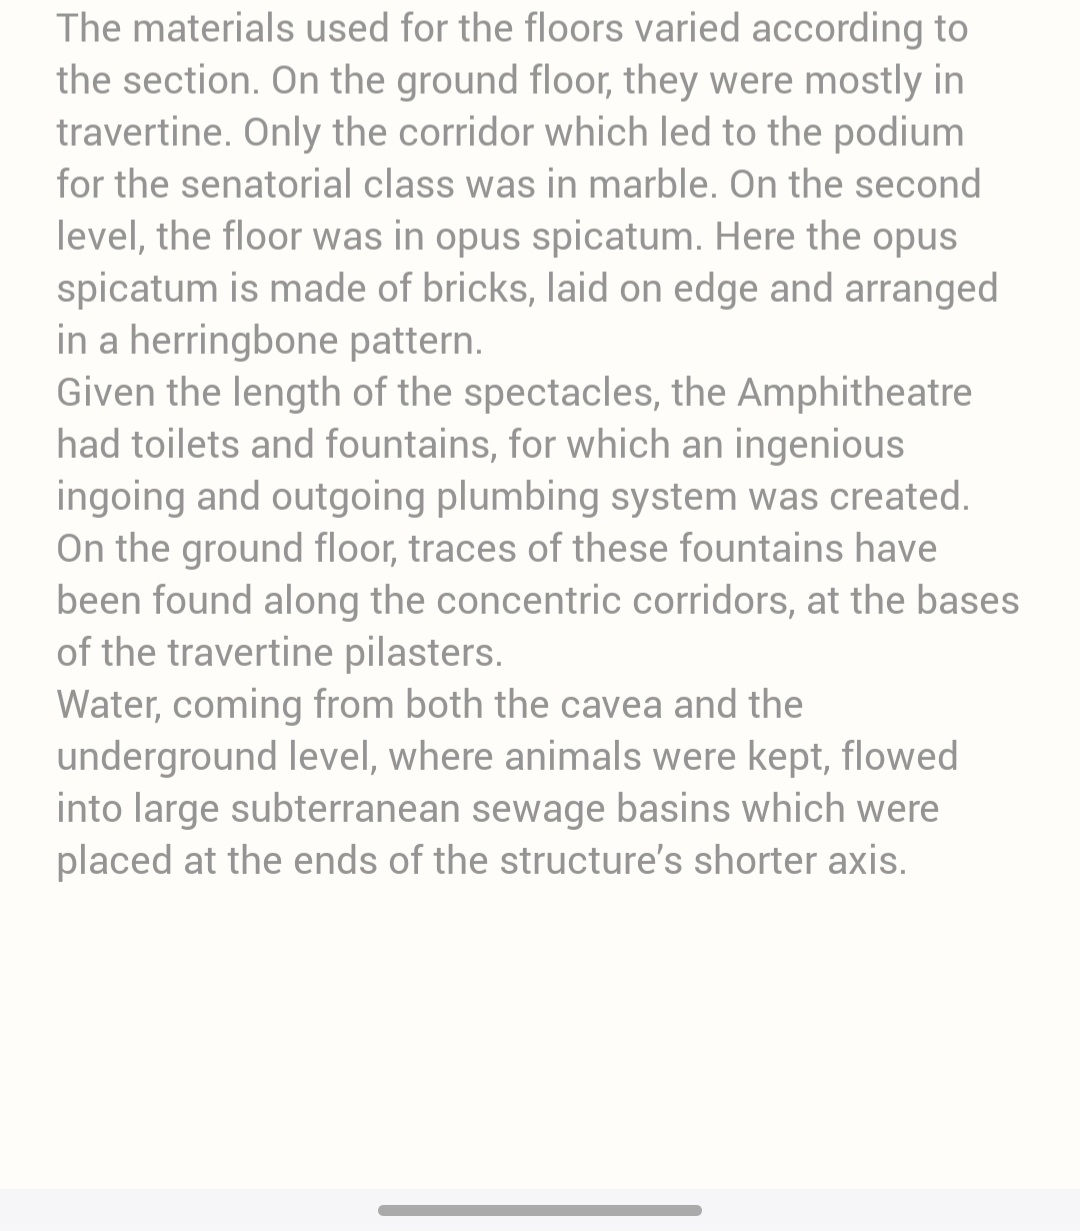 The materials used for the floors varied according to
the section. On the ground floor, they were mostly in
travertine. Only the corridor which led to the podium
for the senatorial class was in marble. On the second
level, the floor was in opus spicatum. Here the opus
spicatum is made of bricks, laid on edge and arranged
in a herringbone pattern.
Given the length of the spectacles, the Amphitheatre
had toilets and fountains, for which an ingenious
ingoing and outgoing plumbing system was created.
On the ground floor, traces of these fountains have
been found along the concentric corridors, at the bases
of the travertine pilasters.
Water, coming from both the cavea and the
underground level, where animals were kept, flowed
into large subterranean sewage basins which were
placed at the ends of the structure’s shorter axis.